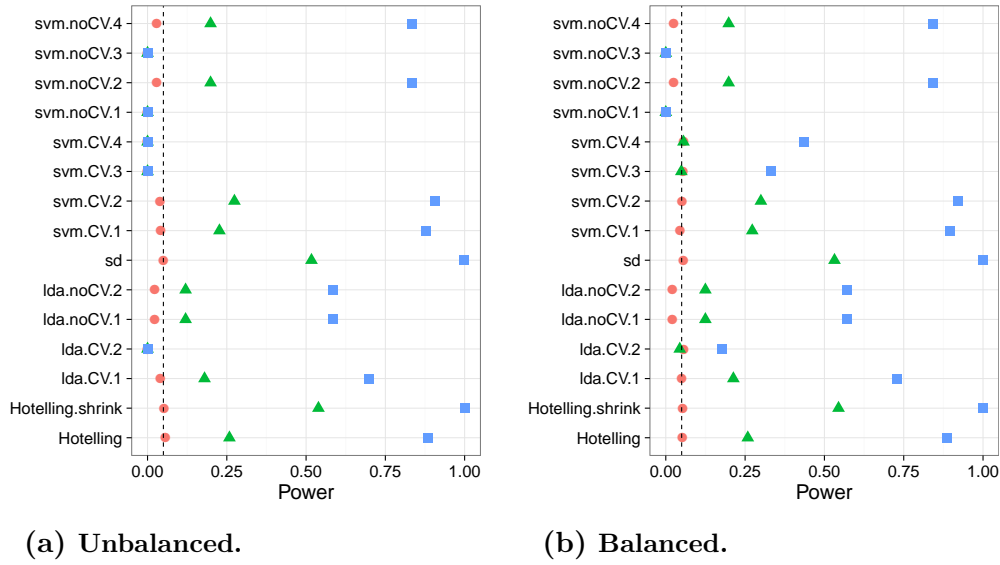 svm.noCV.4
svm.noCV.3
svm.noCV.2
svm.noCV.1
svm.CV.4
svm.CV.3
svm.CV.2
svm.CV.1
sd
lda.noCV.2
lda.noCV.1
lda.CV.2
lda.CV.1
Hotelling.shrink
Hotelling
0.00 0.25 0.50 0.75 1.00
Power
(a) Unbalanced.
svm.noCV.4
svm.noCV.3
svm.noCV.2
svm.noCV.1
svm.CV.4
svm.CV.3
svm.CV.2
svm.CV.1
sd
lda.noCV.2
lda.noCV.1
lda.CV.2
lda.CV.1
Hotelling.shrink
Hotelling
0.00 0.25 0.50 0.75 1.00
Power
(b) Balanced.